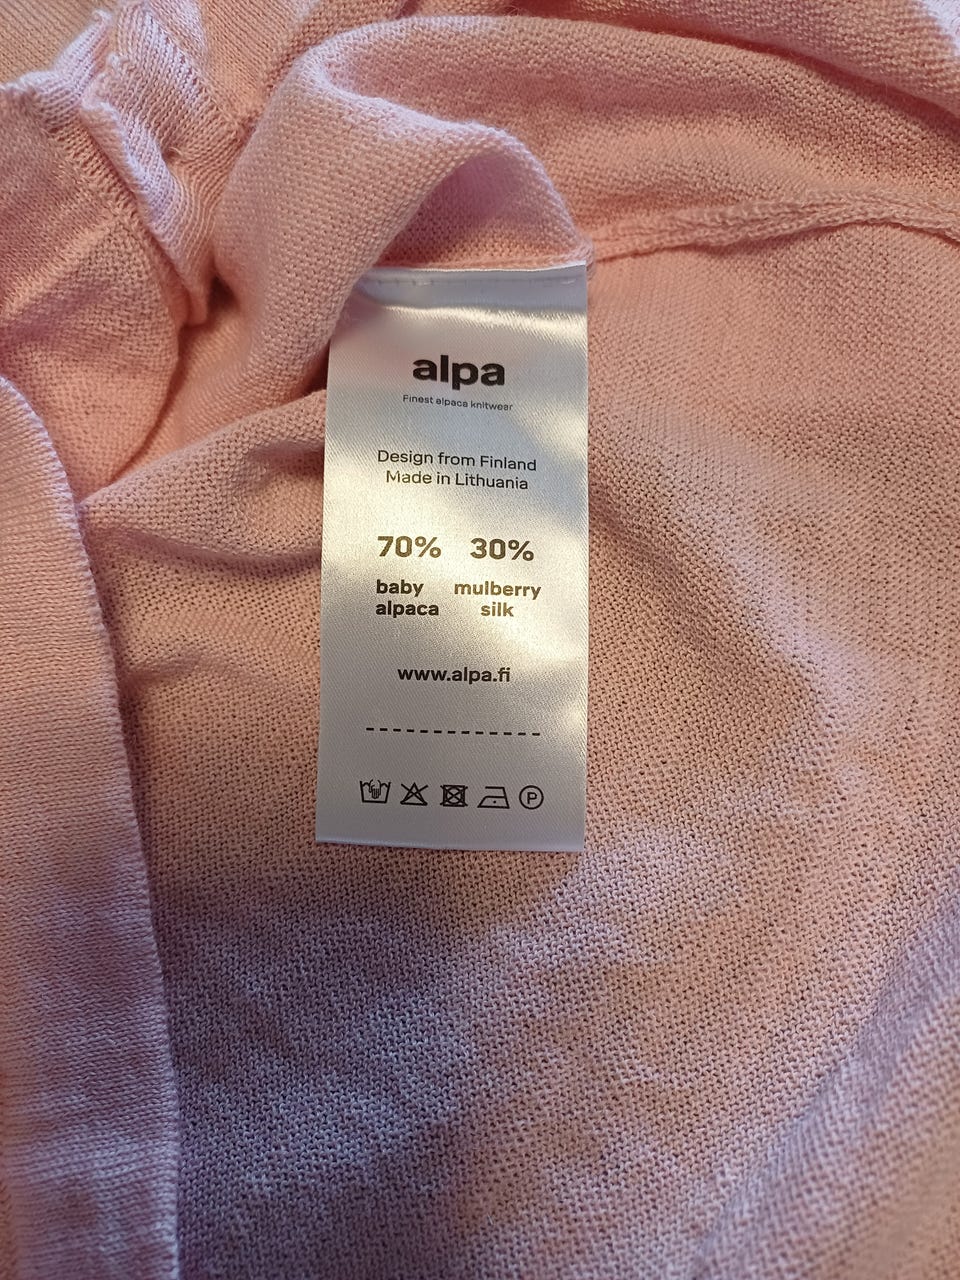 alpa
Finest alpaca knitwear
Design from Finland
Made in Lithuania
70% 30%
baby mulberry
alpaca silk
www.alpa.fi
P